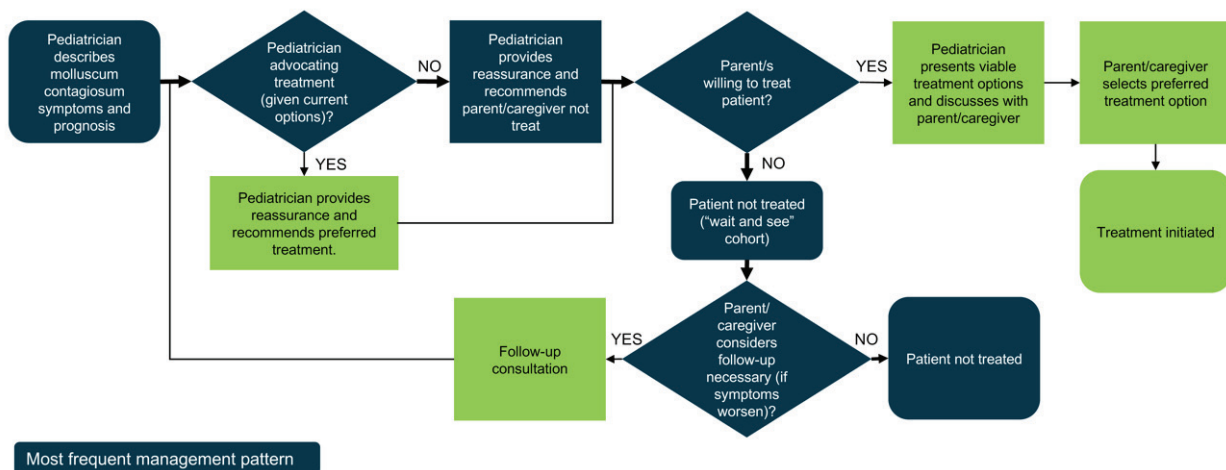 Pediatrician
describes
molluscum
contagiosum
symptoms and
prognosis
Pediatrician
advocating
treatment
(given current
options)?
NO
Pediatrician
provides
reassurance and
recommends
parent/caregiver not
treat
Parent/s
willing to treat
patient?
YES
Pediatrician
presents viable
treatment options
and discusses with
parent/caregiver
Parent/caregiver
selects preferred
treatment option
YES
Pediatrician provides
reassurance and
recommends preferred
treatment.
NO
Patient not treated
(“wait and see”
cohort)
Treatment initiated
Follow-up
consultation
YES
Parent/
caregiver
considers
follow-up
necessary (if
symptoms
worsen)?
NO
Patient not treated
Most frequent management pattern